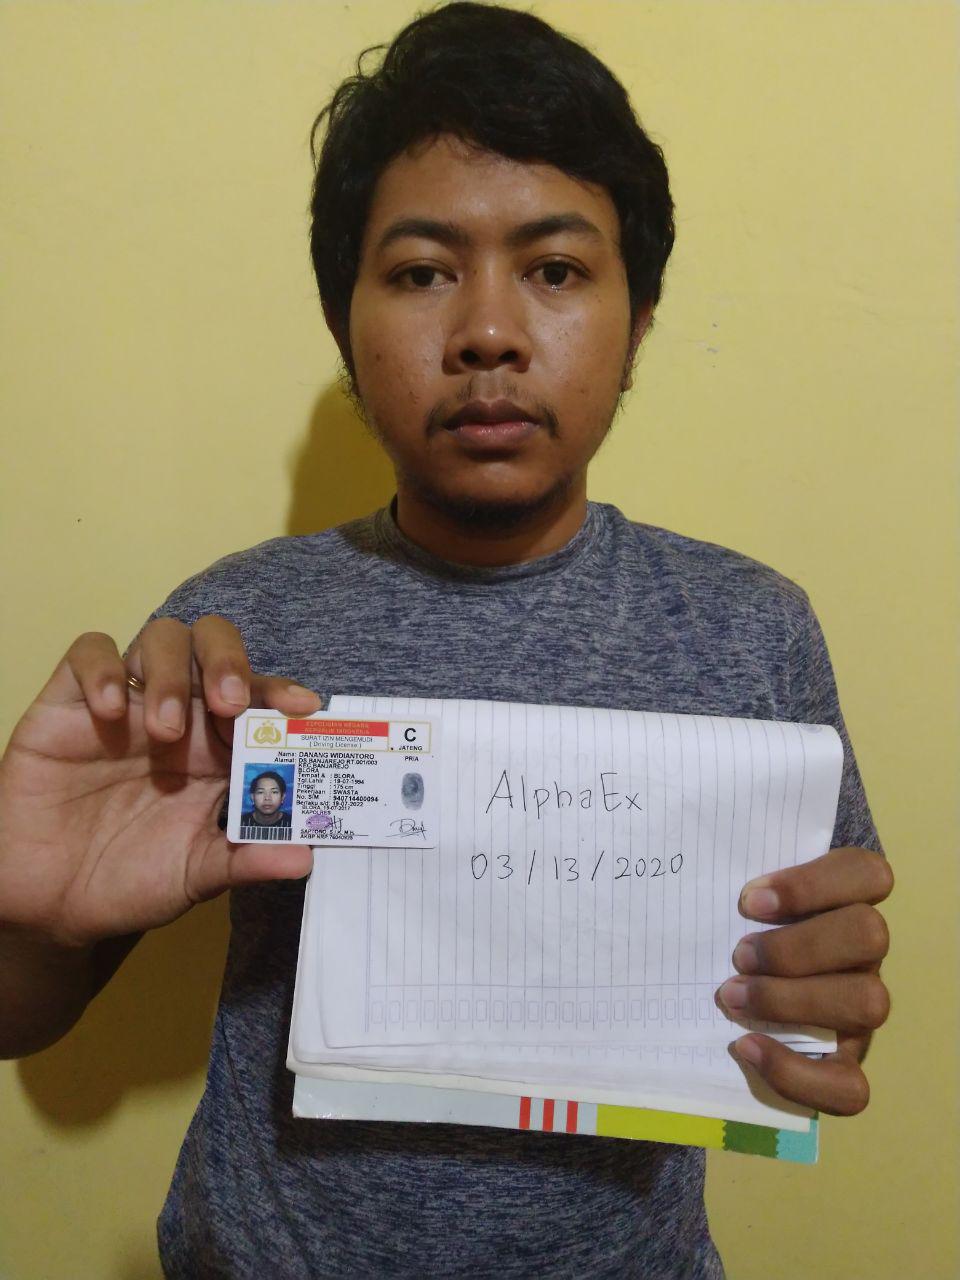 KEPOLISIAN NEGARA
REPUBLIK INDONESIA
SURAT IZIN MENGEMUDI
( Driving License )
C
JATENG
PRIA
Nama: DANANG WIDIANTORO
Alamat: DS BANJAREJO RT.001/003
KEC BANJAREJO
BLORA
Tempat & : BLORA
Tgl.Lahir : 19-07-1994
Tinggi : 175 cm
Pekerjaan : SWASTA
No. SIM : 940714400094
Berlaku s/d : 19-07-2022
BLORA, 19-07-2017
KAPOLRES
SAPTONO, S.I.K, M.H.
AKBP NRP
AlphaEx
03/13/2020